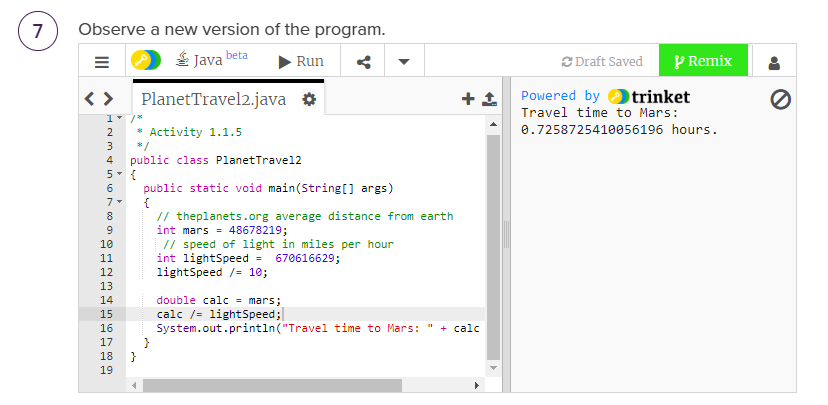 7 Observe a new version of the program.
Java beta Run Draft Saved Remix
PlanetTravel2.java
1 /*
2 * Activity 1.1.5
3 */
4 public class PlanetTravel2
5 {
6 public static void main(String[] args)
7 {
8 // theplanets.org average distance from earth
9 int mars = 48678219;
10 // speed of light in miles per hour
11 int lightSpeed = 670616629;
12 lightSpeed /= 10;
13
14 double calc = mars;
15 calc /= lightSpeed;
16 System.out.println("Travel time to Mars: " + calc
17 }
18 }
19
Powered by trinket
Travel time to Mars:
0.7258725410056196 hours.